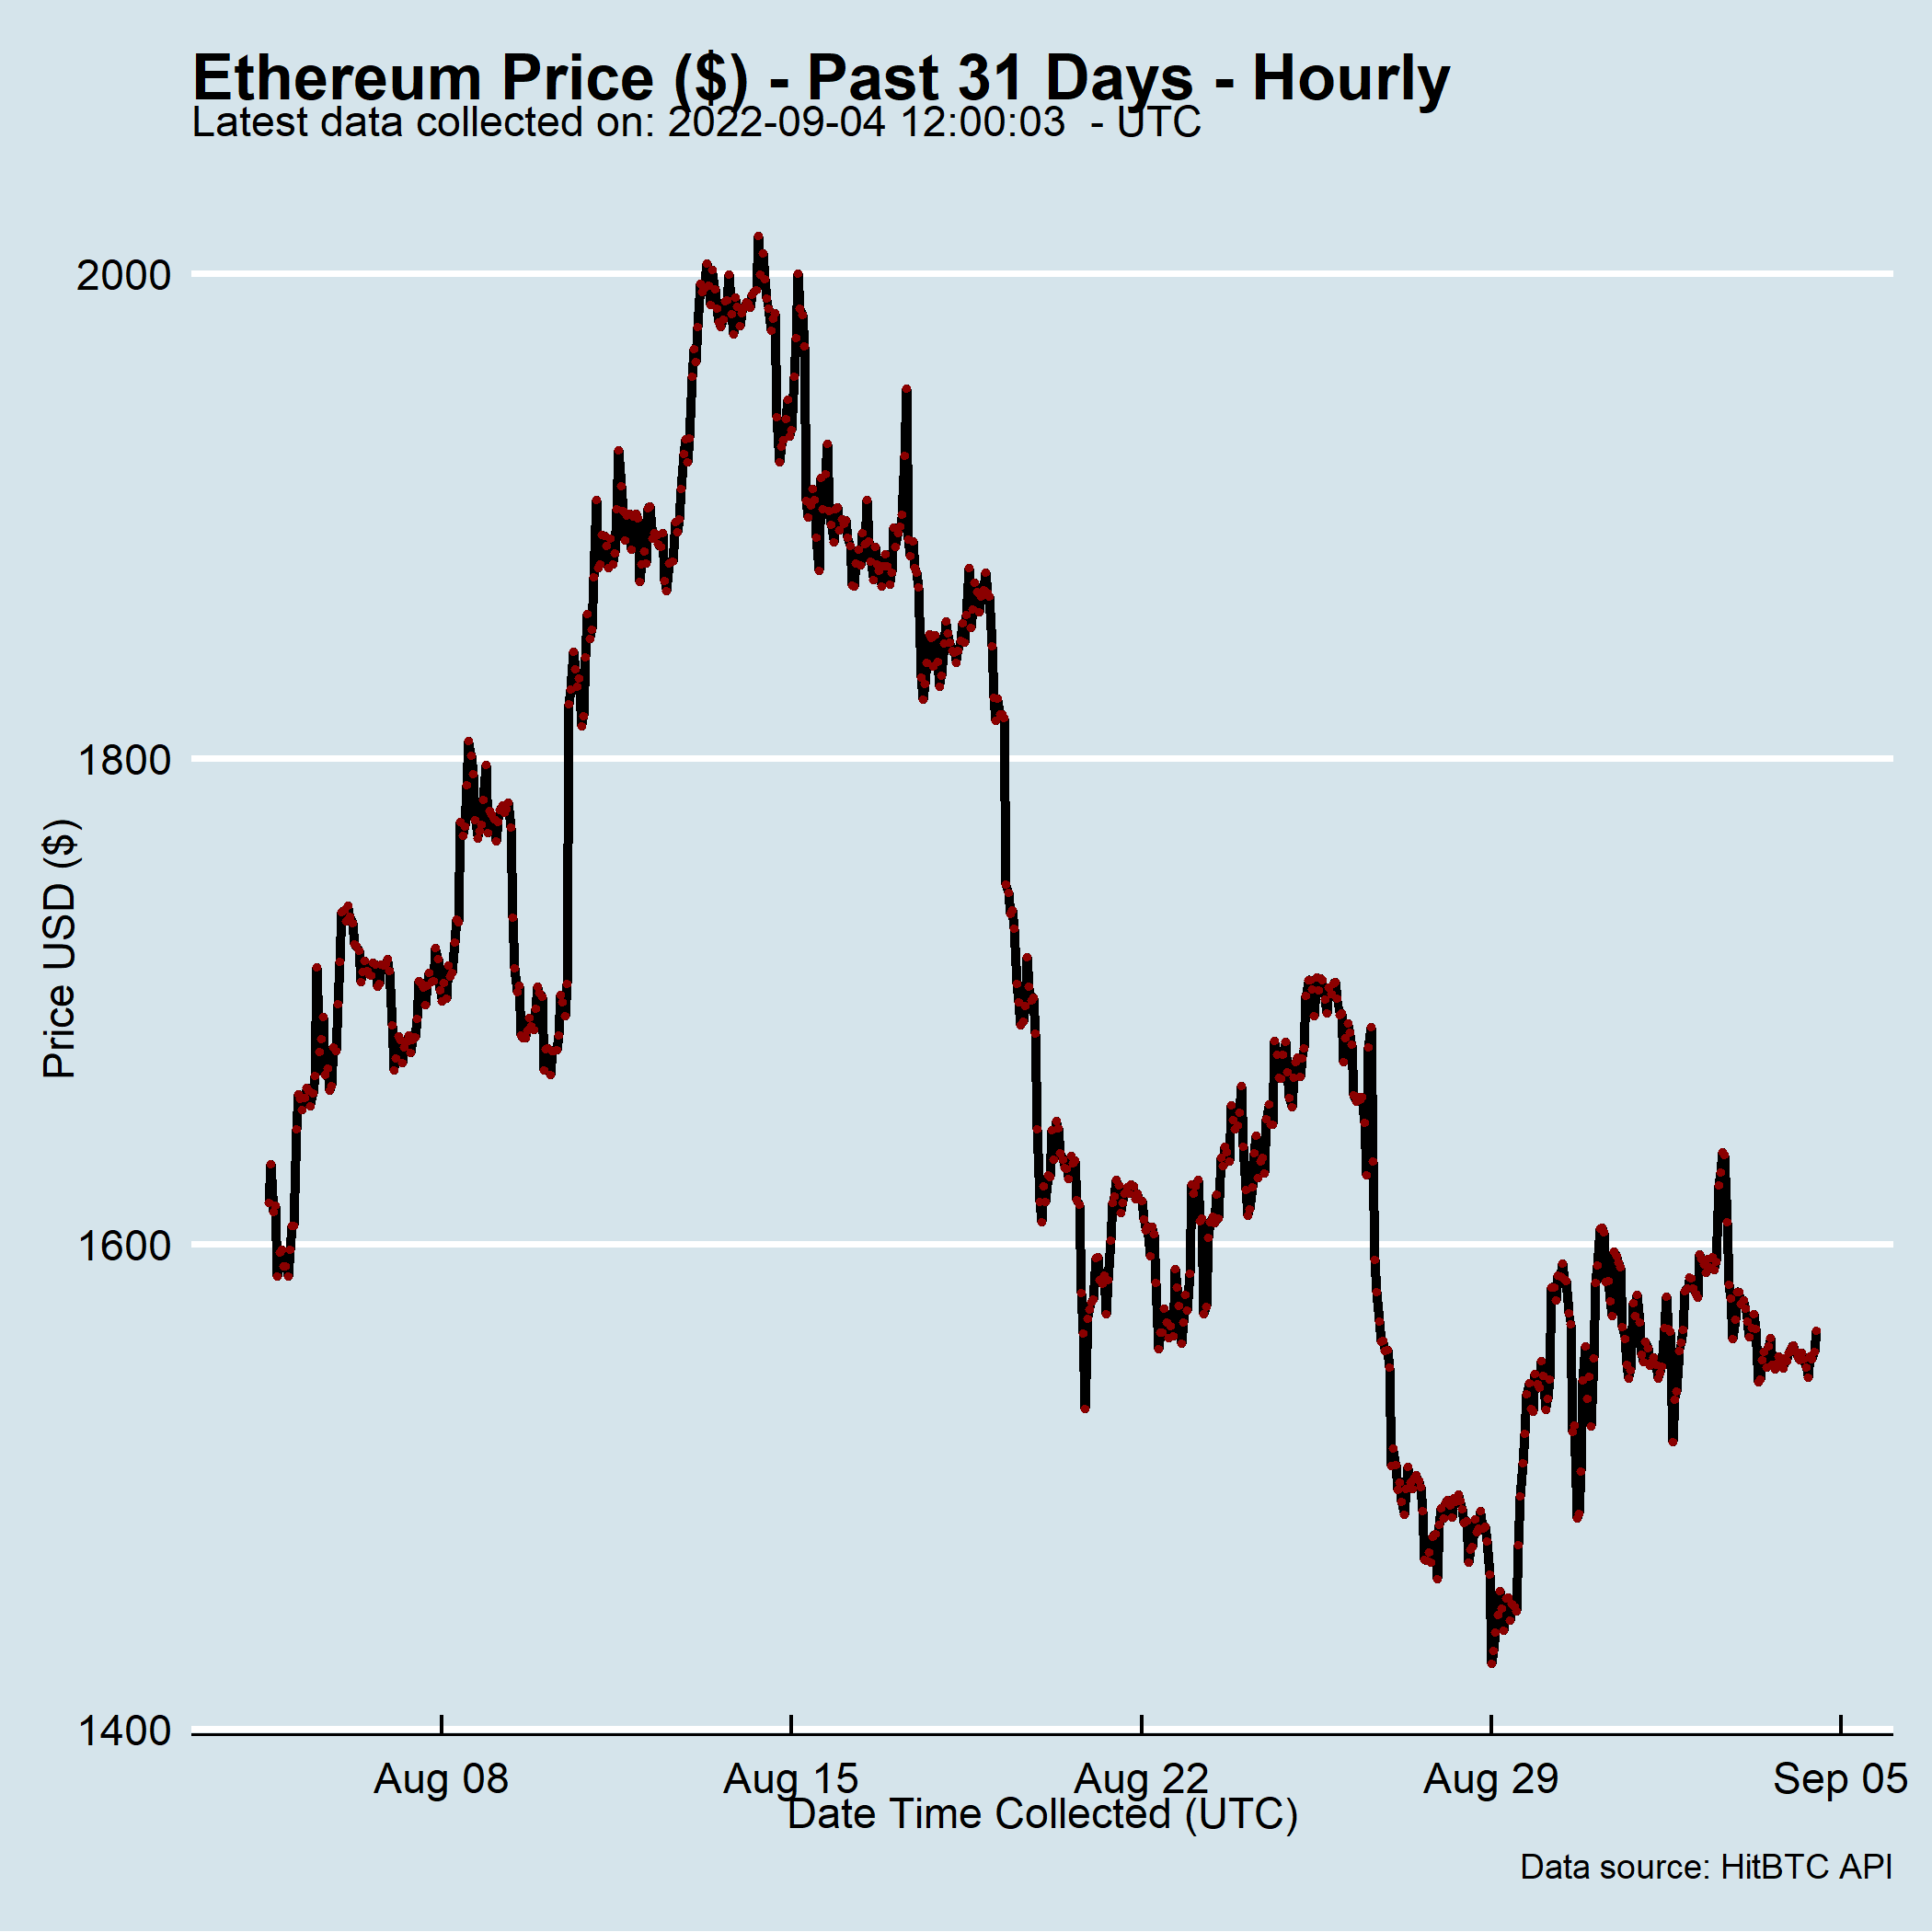 Ethereum Price ($) - Past 31 Days - Hourly
Latest data collected on: 2022-09-04 12:00:03  - UTC
2000
1800
1600
1400
Price USD ($)
Aug 08
Aug 15
Aug 22
Aug 29
Sep 05
Date Time Collected (UTC)
Data source: HitBTC API